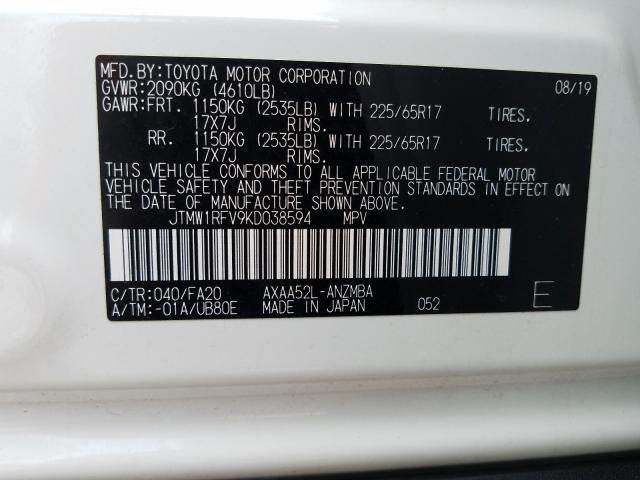 MFD.BY:TOYOTA MOTOR CORPORATION 08/19
GVWR:2090KG (4610LB)
GAWR:FRT. 1150KG (2535LB) WITH 225/65R17 TIRES.
17X7J RIMS.
RR. 1150KG (2535LB) WITH 225/65R17 TIRES.
17X7J RIMS.
THIS VEHICLE CONFORMS TO ALL APPLICABLE FEDERAL MOTOR
VEHICLE SAFETY AND THEFT PREVENTION STANDARDS IN EFFECT ON
THE DATE OF MANUFACTURE SHOWN ABOVE.
JTMW1RFV9KD038594 MPV
C/TR:040/FA20 AXAA52L-ANZMBA
A/TM:-01A/UB80E MADE IN JAPAN 052 E